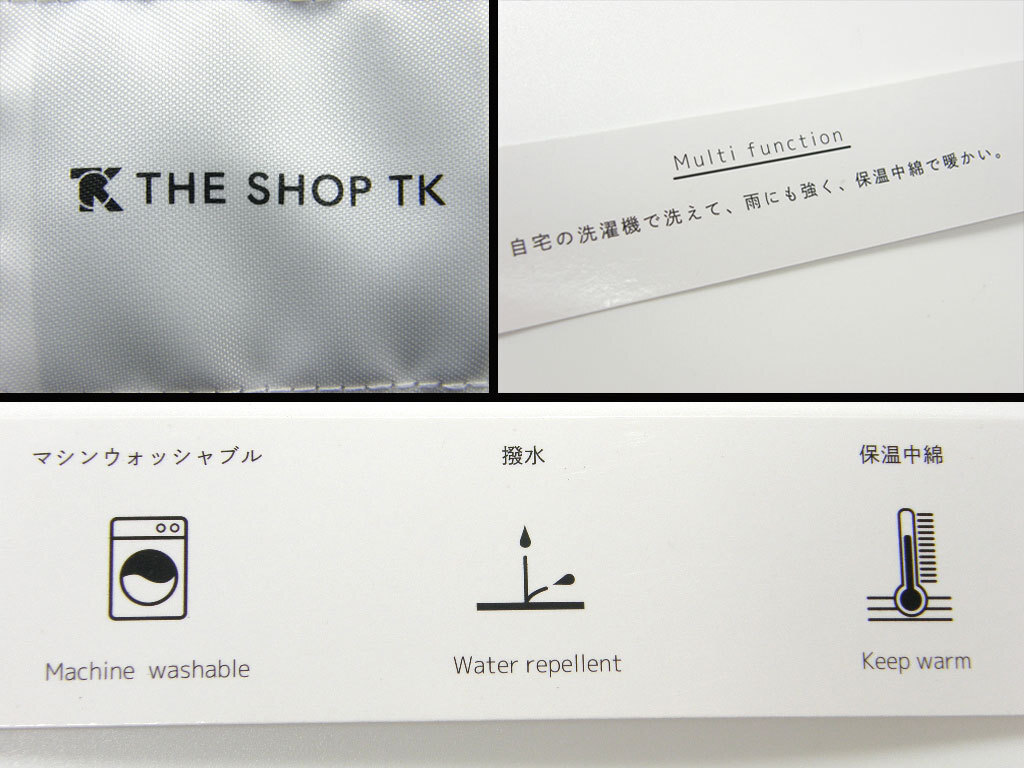 THE SHOP TK
Multi function
自宅の洗濯機で洗えて、雨にも強く、保温中綿で暖かい。
マシンウォッシャブル
撥水
保温中綿
Machine washable
Water repellent
Keep warm